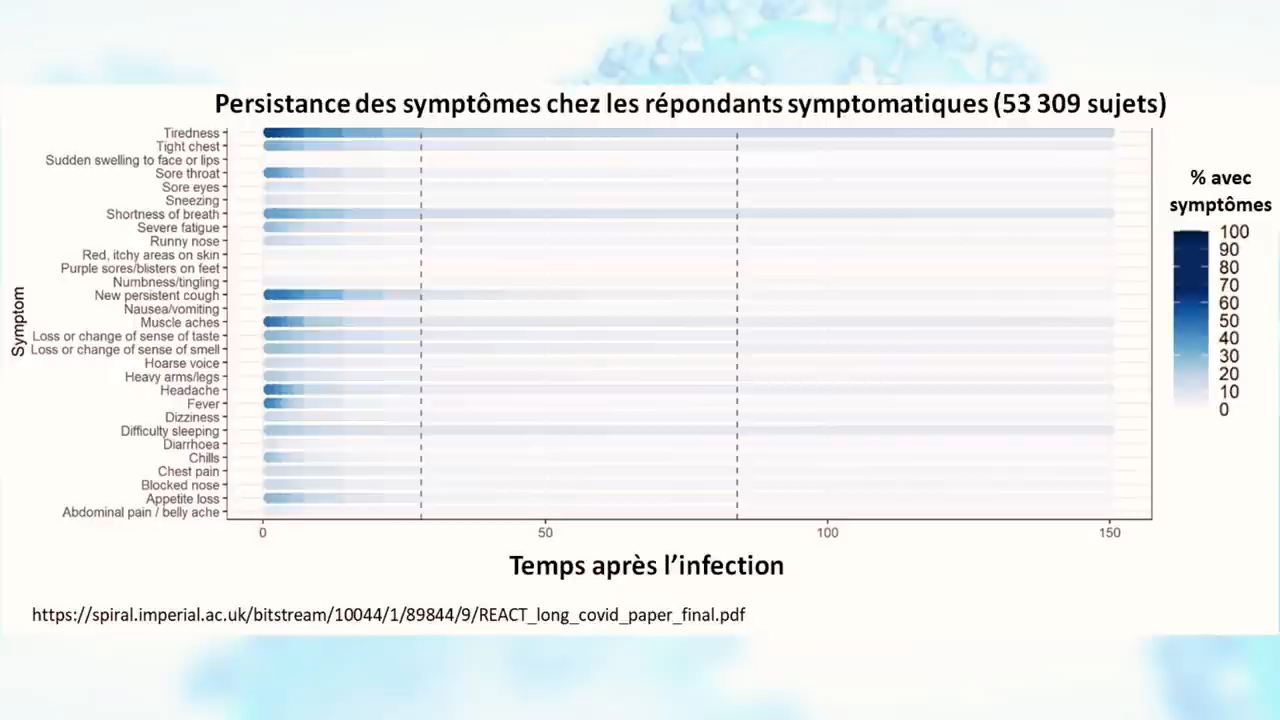 Persistance des symptômes chez les répondants symptomatiques (53 309 sujets)
Tiredness
Tight chest
Sudden swelling to face or lips
Sore throat
Sore eyes
Sneezing
Shortness of breath
Severe fatigue
Runny nose
Red, itchy areas on skin
Purple sores/blisters on feet
Numbness/tingling
New persistent cough
Nausea/vomiting
Muscle aches
Loss or change of sense of taste
Loss or change of sense of smell
Hoarse voice
Heavy arms/legs
Headache
Fever
Dizziness
Difficulty sleeping
Diarrhoea
Chills
Chest pain
Blocked nose
Appetite loss
Abdominal pain / belly ache
Symptom
0 50 100 150
Temps après l’infection
% avec
symptômes
100
90
80
70
60
50
40
30
20
10
0
https://spiral.imperial.ac.uk/bitstream/10044/1/89844/9/REACT_long_covid_paper_final.pdf